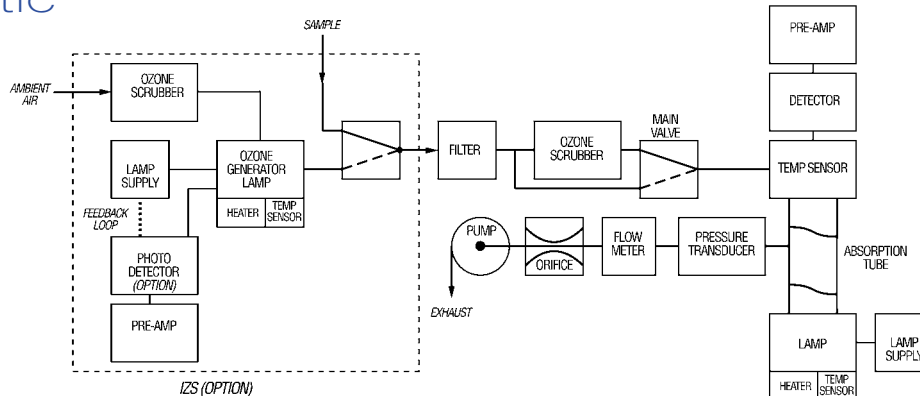 SAMPLE
AMBIENT
AIR
OZONE
SCRUBBER
LAMP
SUPPLY
OZONE
GENERATOR
LAMP
HEATER
TEMP
SENSOR
FEEDBACK
LOOP
PHOTO
DETECTOR
(OPTION)
PRE-AMP
IZS (OPTION)
FILTER
OZONE
SCRUBBER
MAIN
VALVE
PRE-AMP
DETECTOR
TEMP SENSOR
PUMP
EXHAUST
ORIFICE
FLOW
METER
PRESSURE
TRANSDUCER
ABSORPTION
TUBE
LAMP
HEATER
TEMP
SENSOR
LAMP
SUPPLY